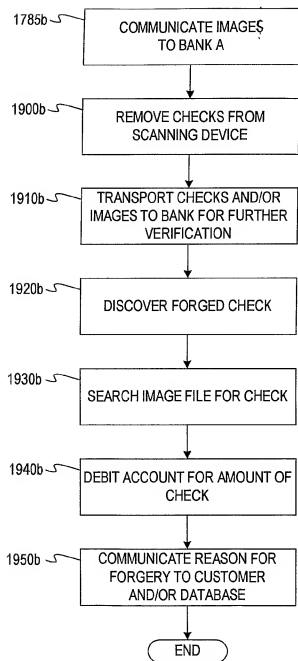 1785b
COMMUNICATE IMAGES
TO BANK A
1900b
REMOVE CHECKS FROM
SCANNING DEVICE
1910b
TRANSPORT CHECKS AND/OR
IMAGES TO BANK FOR FURTHER
VERIFICATION
1920b
DISCOVER FORGED CHECK
1930b
SEARCH IMAGE FILE FOR CHECK
1940b
DEBIT ACCOUNT FOR AMOUNT OF
CHECK
1950b
COMMUNICATE REASON FOR
FORGERY TO CUSTOMER
AND/OR DATABASE
END